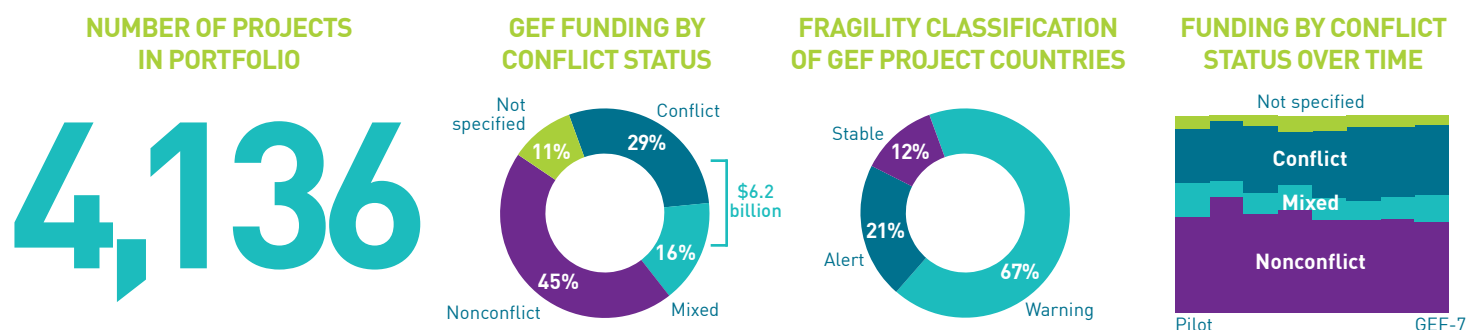 NUMBER OF PROJECTS
IN PORTFOLIO
4,136
GEF FUNDING BY
CONFLICT STATUS
Not
specified
Conflict
11%
29%
$6.2
billion
16%
45%
Nonconflict
Mixed
FRAGILITY CLASSIFICATION
OF GEF PROJECT COUNTRIES
Stable
12%
21%
Alert
67%
Warning
FUNDING BY CONFLICT
STATUS OVER TIME
Not specified
Conflict
Mixed
Nonconflict
Pilot
GEF-7